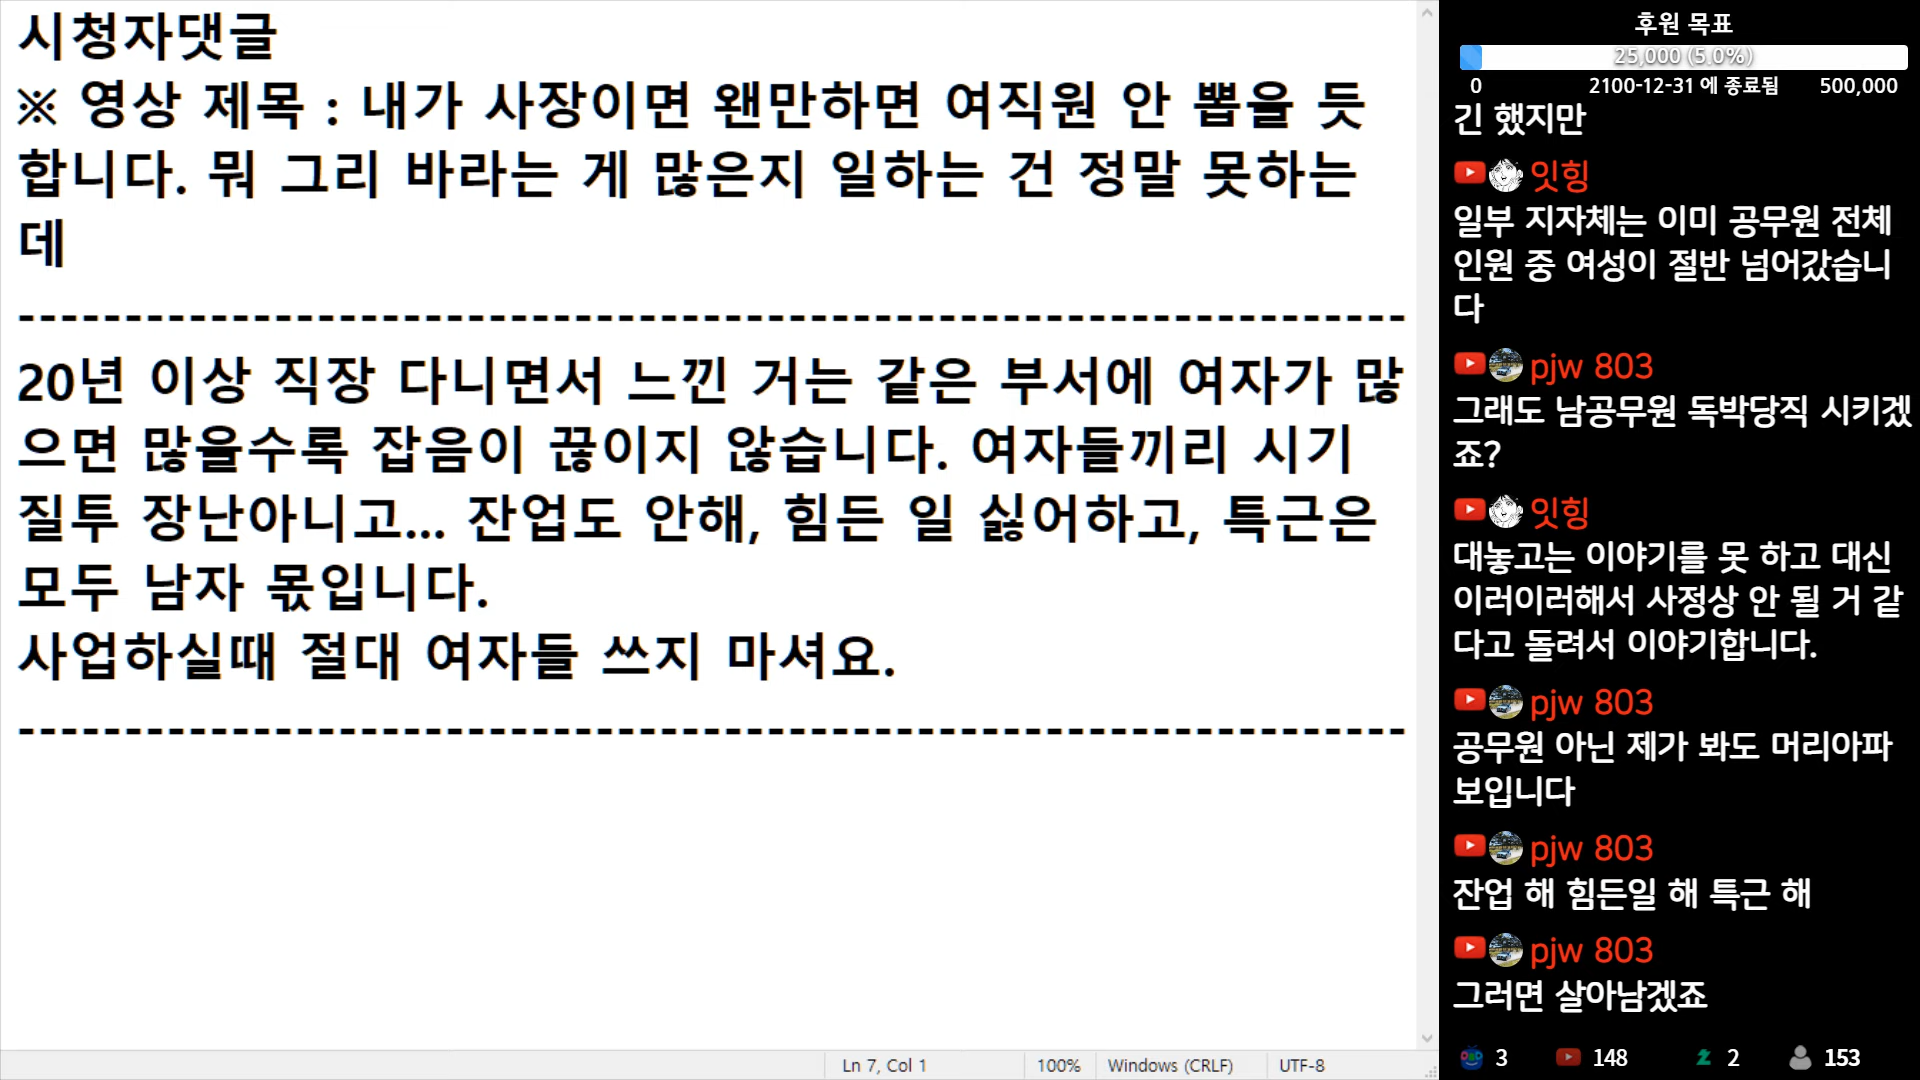 시청자댓글
※ 영상 제목 : 내가 사장이면 왠만하면 여직원 안 뽑을 듯
합니다. 뭐 그리 바라는 게 많은지 일하는 건 정말 못하는
데
------------------------------------------------------------
20년 이상 직장 다니면서 느낀 거는 같은 부서에 여자가 많
으면 많을수록 잡음이 끊이지 않습니다. 여자들끼리 시기
질투 장난아니고... 잔업도 안해, 힘든 일 싫어하고, 특근은
모두 남자 몫입니다.
사업하실때 절대 여자들 쓰지 마셔요.
------------------------------------------------------------
Ln 7, Col 1
100%
Windows (CRLF)
UTF-8
후원 목표
25,000 (5.0%)
0 2100-12-31 에 종료됨 500,000
긴 했지만
잇힝
일부 지자체는 이미 공무원 전체
인원 중 여성이 절반 넘어갔습니
다
pjw 803
그래도 남공무원 독박당직 시키겠
죠?
잇힝
대놓고는 이야기를 못 하고 대신
이러이러해서 사정상 안 될 거 같
다고 돌려서 이야기합니다.
pjw 803
공무원 아닌 제가 봐도 머리아파
보입니다
pjw 803
잔업 해 힘든일 해 특근 해
pjw 803
그러면 살아남겠죠
3 148 2 153